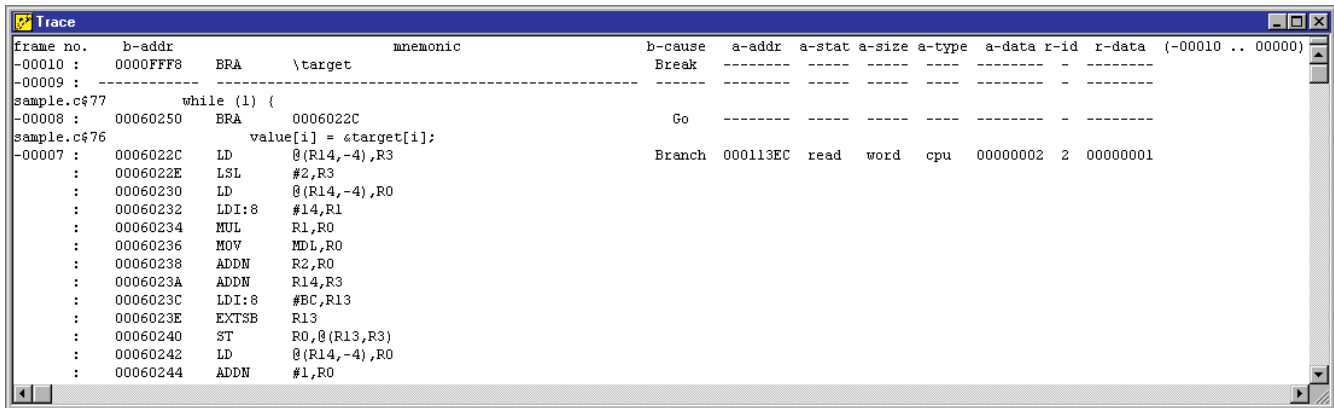 Trace
frame no. b-addr mnemonic b-cause a-addr a-stat a-size a-type a-data r-id r-data (-00010 .. 00000)
-00010 : 0000FFF8 BRA \target Break -------- ----- ----- ----- -------- - --------
-00009 : ------------ ------------------------------------------------------------ ------ -------- ----- ----- ----- -------- - --------
sample.c$77 while (1) {
-00008 : 00060250 BRA 0006022C Go -------- ----- ----- ----- -------- - --------
sample.c$76 value[i] = &target[i];
-00007 : 0006022C LD @(R14,-4),R3 Branch 000113EC read word cpu 00000002 2 00000001
: 0006022E LSL #2,R3
: 00060230 LD @(R14,-4),R0
: 00060232 LDI:8 #14,R1
: 00060234 MUL R1,R0
: 00060236 MOV MDL,R0
: 00060238 ADDN R2,R0
: 0006023A ADDN R14,R3
: 0006023C LDI:8 #BC,R13
: 0006023E EXTSB R13
: 00060240 ST R0,@(R13,R3)
: 00060242 LD @(R14,-4),R0
: 00060244 ADDN #1,R0